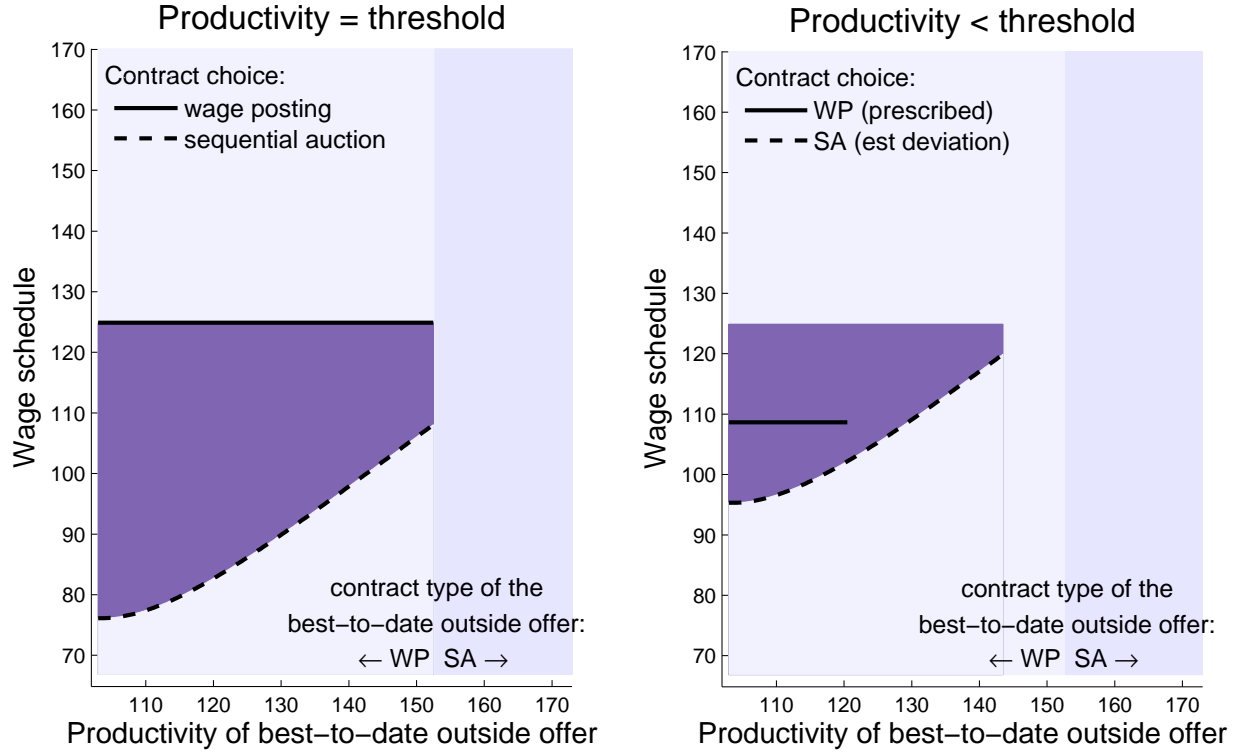 Productivity = threshold
170
160
150
140
130
120
110
100
90
80
70
Wage schedule
Contract choice:
wage posting
sequential auction
contract type of the
best−to−date outside offer:
← WP SA →
110 120 130 140 150 160 170
Productivity of best−to−date outside offer
Productivity < threshold
170
160
150
140
130
120
110
100
90
80
70
Wage schedule
Contract choice:
WP (prescribed)
SA (est deviation)
contract type of the
best−to−date outside offer:
← WP SA →
110 120 130 140 150 160 170
Productivity of best−to−date outside offer